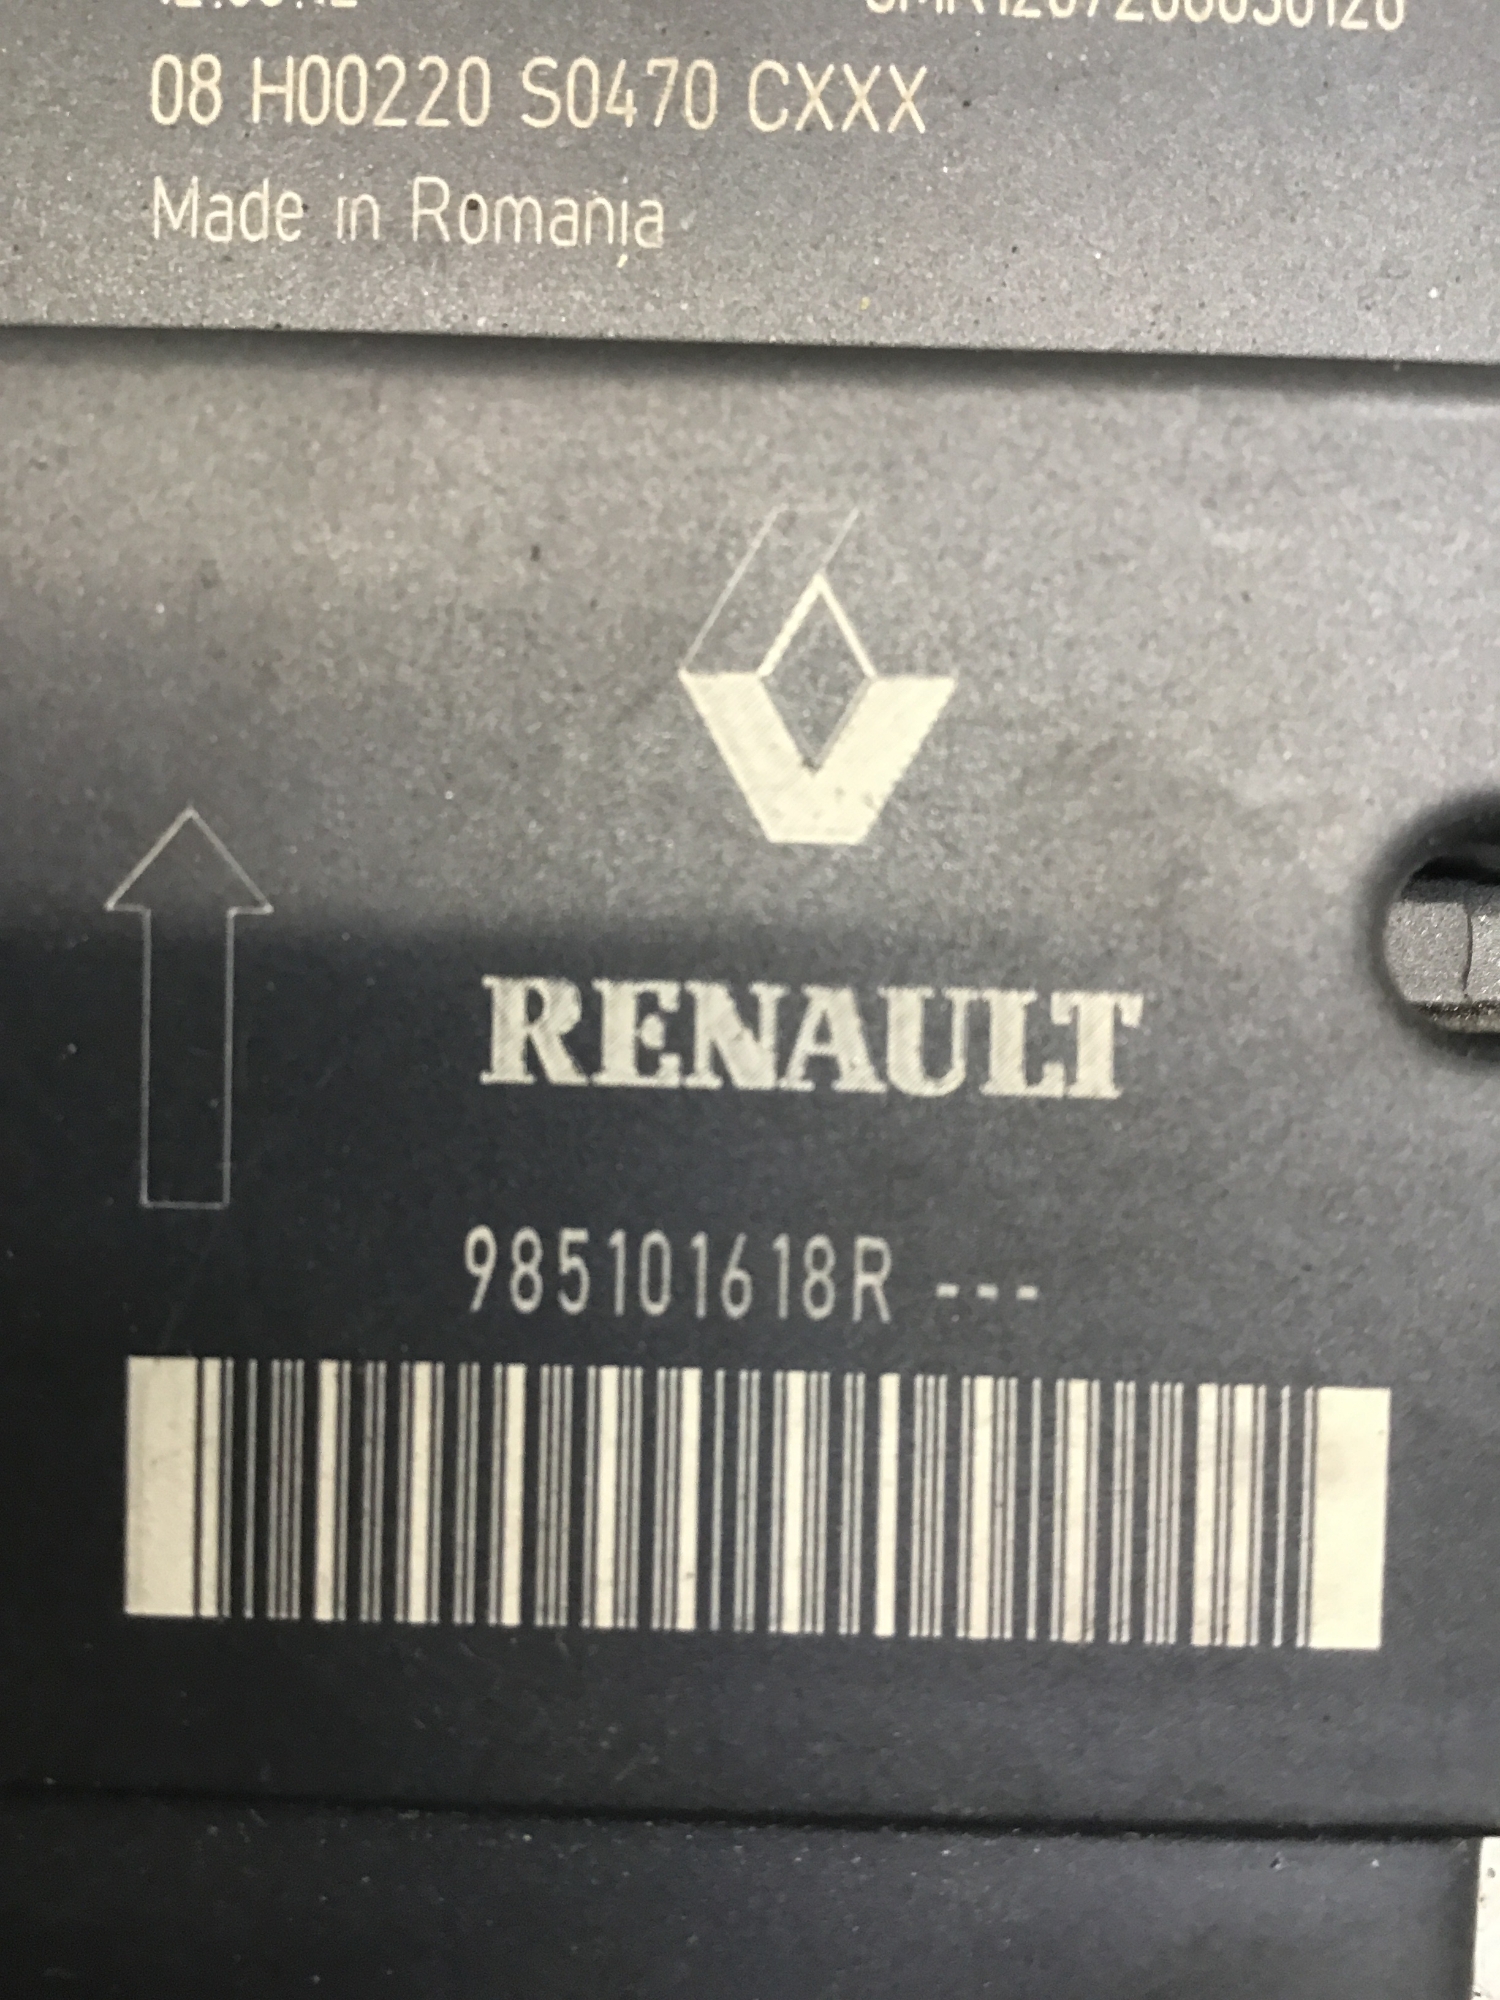 08 H00220 S0470 CXXX
Made in Romania
RENAULT
985101618R ---